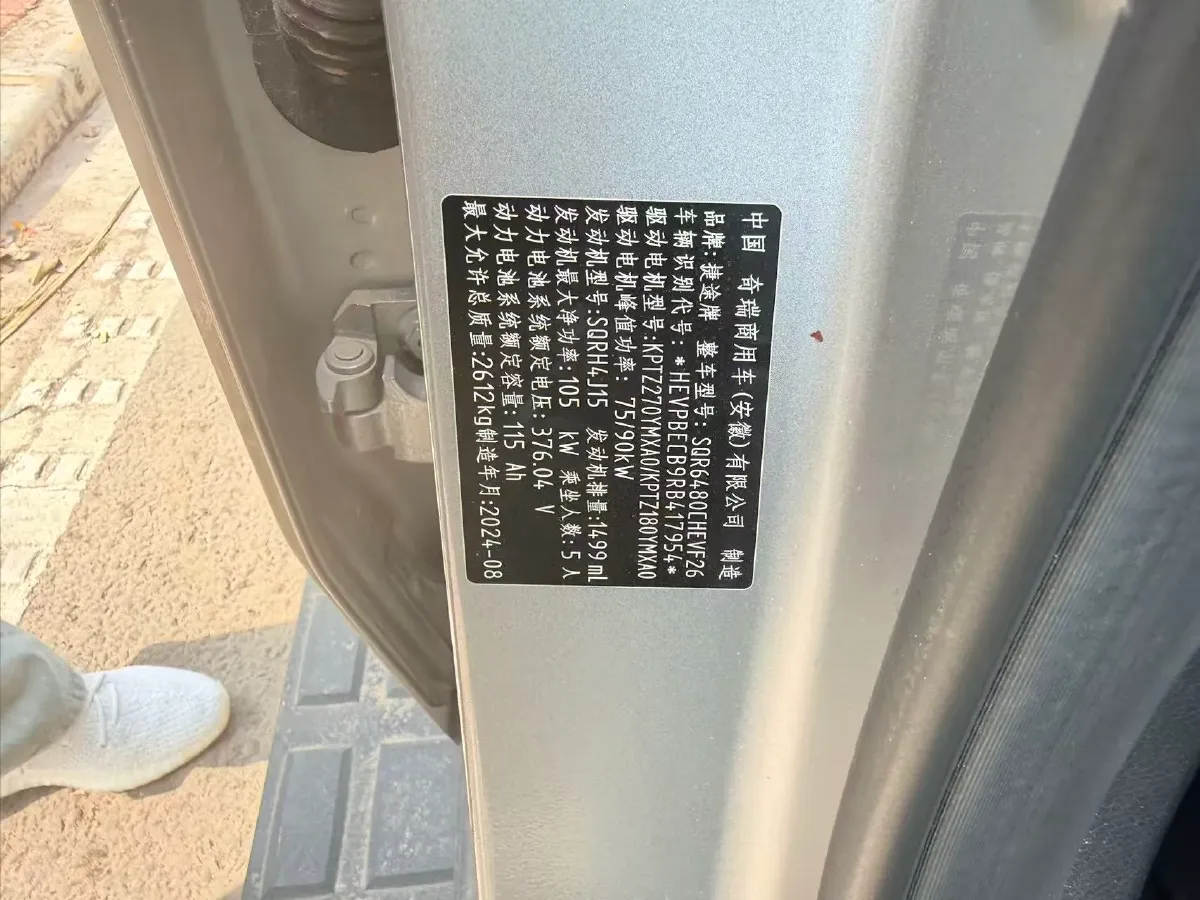 中国 奇瑞商用车(安徽)有限公司 制造
品牌:捷途牌 整车型号:SQR6480CHEVF26
车辆识别代号:*HEVPBECB9RB417954*
驱动电机型号:KPTZ270YMXA0/KPTZ180YMXA0
驱动电机峰值功率:75/90kW
发动机型号:SQRH4J15 发动机排量:1499ml
发动机最大净功率:105 kW 乘坐人数:5人
动力电池系统额定电压:376.04 V
动力电池系统额定容量:115 Ah
最大允许总质量:2612kg制造年月:2024-08